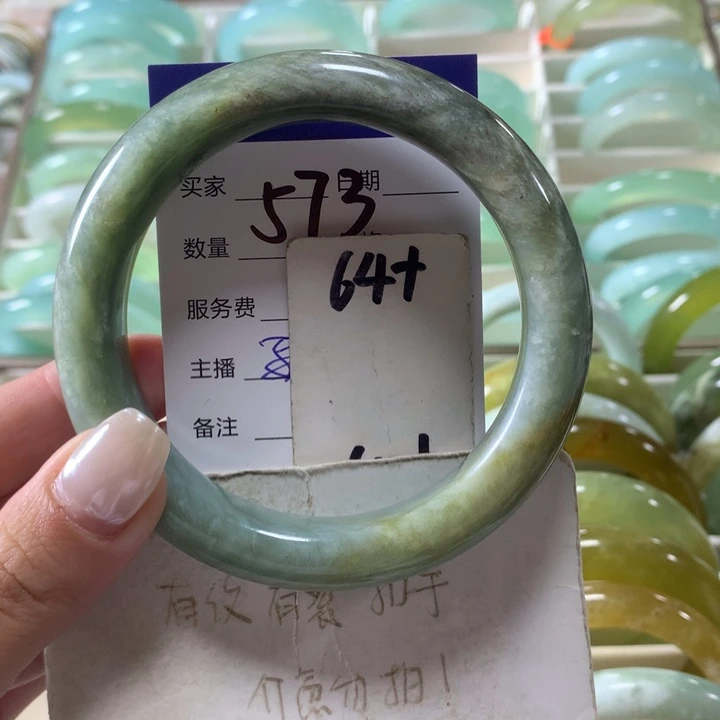 买家 573 日期
数量
64+
服务费
主播
备注
有纹有裂 扣手
介意勿拍!